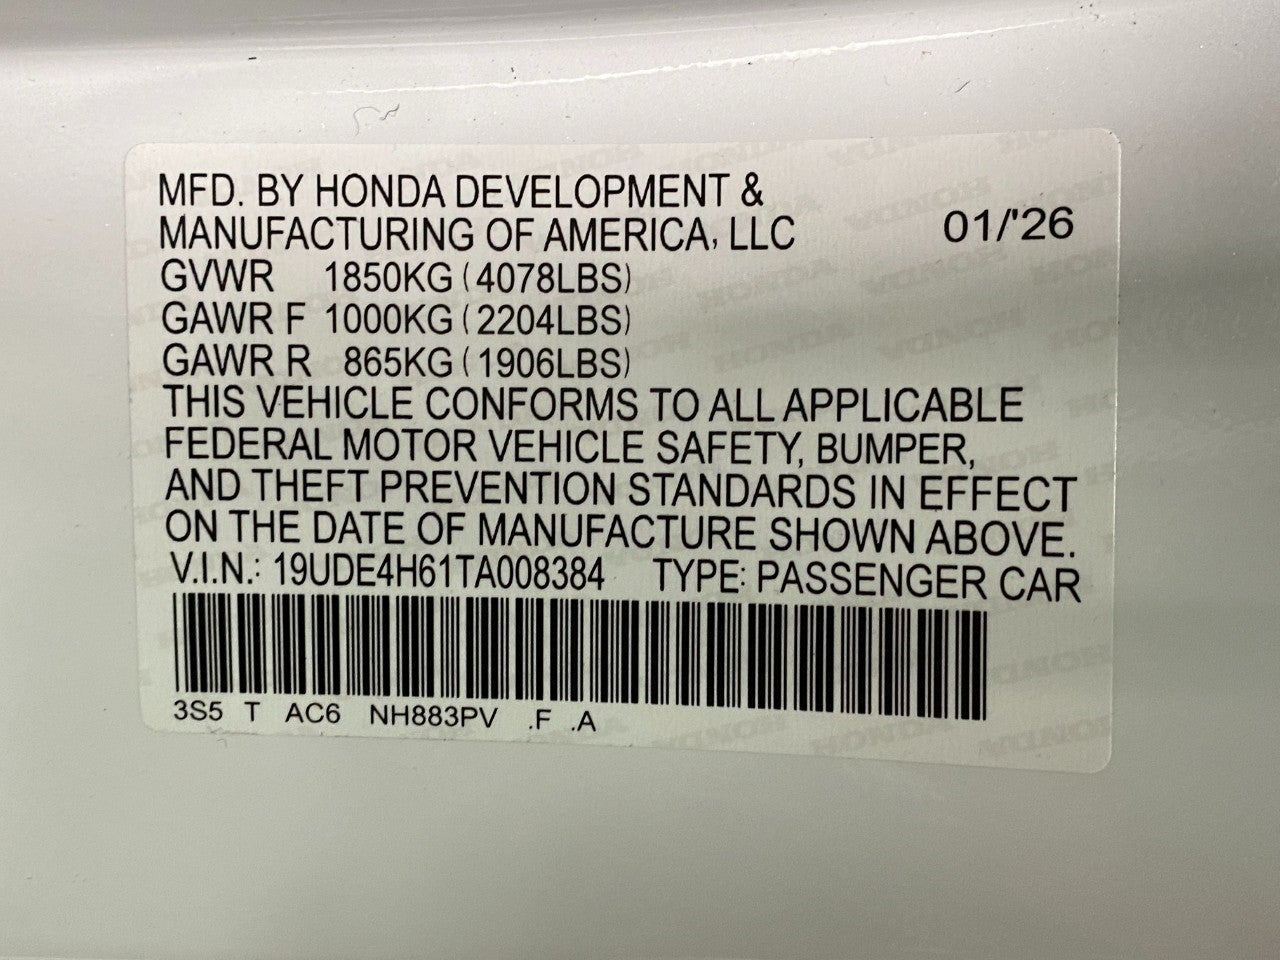 MFD. BY HONDA DEVELOPMENT &
MANUFACTURING OF AMERICA, LLC 01/'26
GVWR 1850KG (4078LBS)
GAWR F 1000KG (2204LBS)
GAWR R 865KG (1906LBS)
THIS VEHICLE CONFORMS TO ALL APPLICABLE
FEDERAL MOTOR VEHICLE SAFETY, BUMPER,
AND THEFT PREVENTION STANDARDS IN EFFECT
ON THE DATE OF MANUFACTURE SHOWN ABOVE.
V.I.N.: 19UDE4H61TA008384 TYPE: PASSENGER CAR
3S5 T AC6 NH883PV .F .A